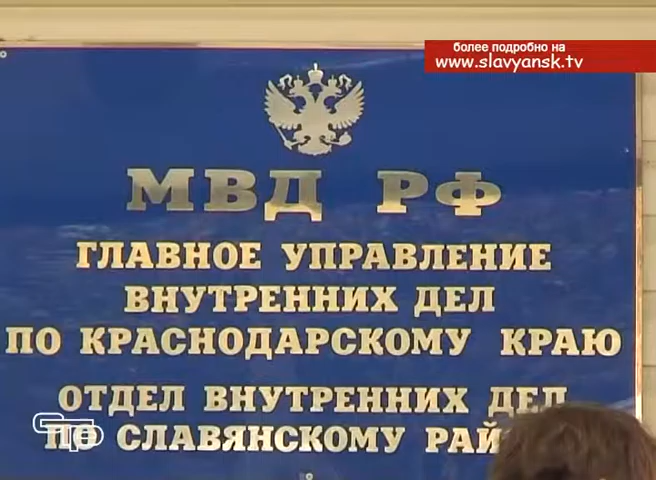 более подробно на
www.slavyansk.tv
МВД РФ
ГЛАВНОЕ УПРАВЛЕНИЕ
ВНУТРЕННИХ ДЕЛ
ПО КРАСНОДАРСКОМУ КРАЮ
ОТДЕЛ ВНУТРЕННИХ ДЕЛ
ПО СЛАВЯНСКОМУ